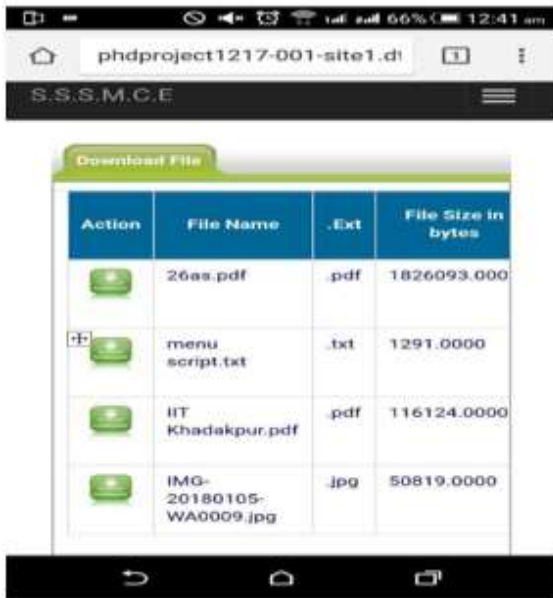 66% 12:41 am
phdproject1217-001-site1.d
1
S.S.S.M.C.E
Download File
Action File Name .Ext File Size in bytes
26as.pdf .pdf 1826093.000
menu .txt 1291.0000
script.txt
IIT .pdf 116124.0000
Khadakpur.pdf
IMG- .jpg 50819.0000
20180105-
WA0009.jpg